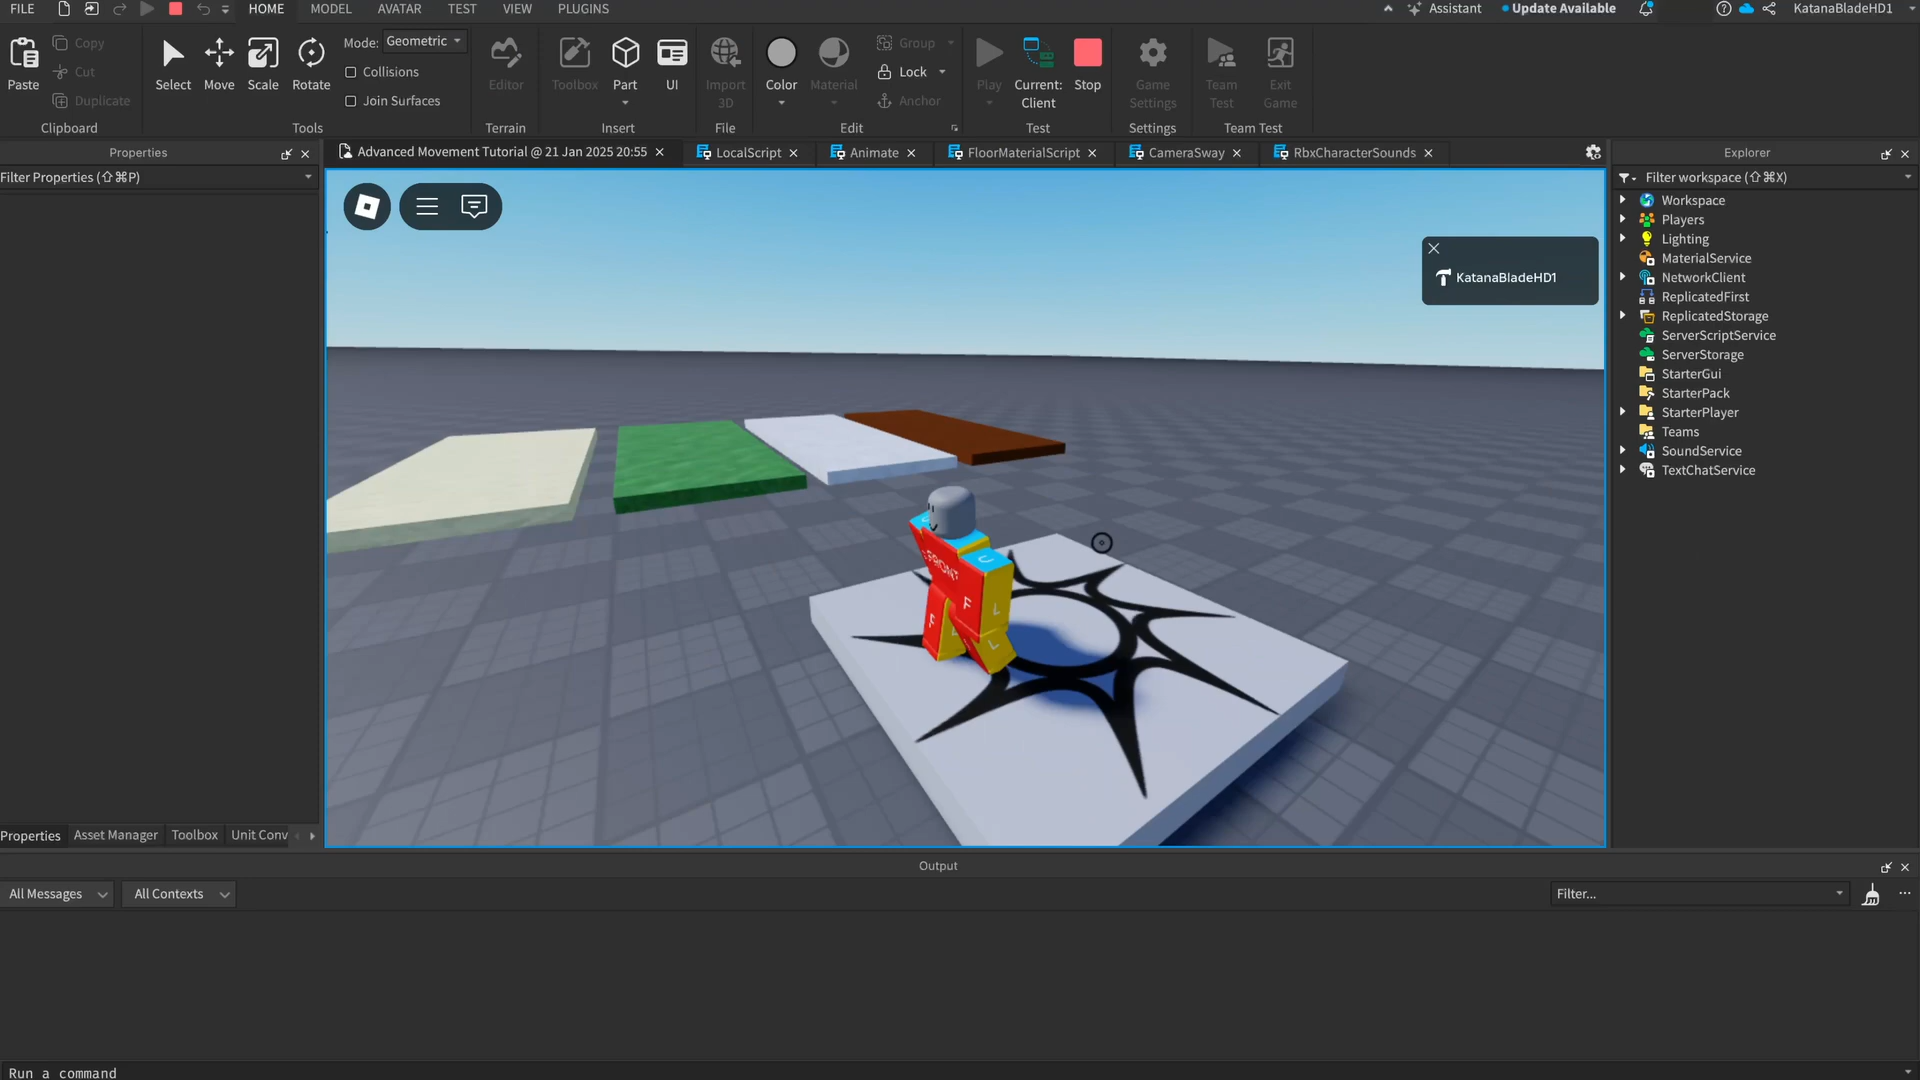 FILE HOME MODEL AVATAR TEST VIEW PLUGINS Assistant Update Available KatanaBladeHD1
Paste
Copy
Cut
Duplicate
Clipboard
Select Move Scale Rotate
Mode: Geometric
Collisions
Join Surfaces
Tools
Editor
Terrain
Toolbox Part UI
Insert
Import
3D
File
Color Material
Group
Lock
Anchor
Edit
Play Current:
Client Stop
Test
Game
Settings
Settings
Team
Test
Exit
Game
Team Test
Properties
Filter Properties (⇧⌘P)
Advanced Movement Tutorial @ 21 Jan 2025 20:55 LocalScript Animate FloorMaterialScript CameraSway RbxCharacterSounds
KatanaBladeHD1
FRONT
F
F
L
L
Explorer
Filter workspace (⇧⌘X)
Workspace
Players
Lighting
MaterialService
NetworkClient
ReplicatedFirst
ReplicatedStorage
ServerScriptService
ServerStorage
StarterGui
StarterPack
StarterPlayer
Teams
SoundService
TextChatService
Properties Asset Manager Toolbox Unit Conv
Output
All Messages All Contexts Filter...
Run a command